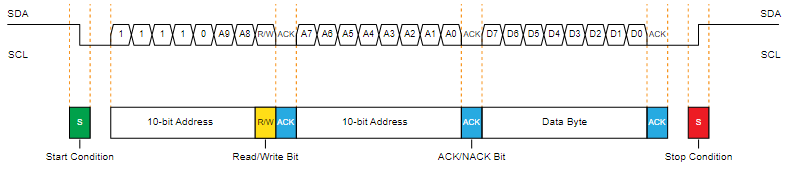 SDA SDA
1 1 1 1 0 A9 A8 R/W ACK A7 A6 A5 A4 A3 A2 A1 A0 ACK D7 D6 D5 D4 D3 D2 D1 D0 ACK
SCL SCL
S 10-bit Address R/W ACK 10-bit Address ACK Data Byte ACK S
Start Condition Read/Write Bit ACK/NACK Bit Stop Condition